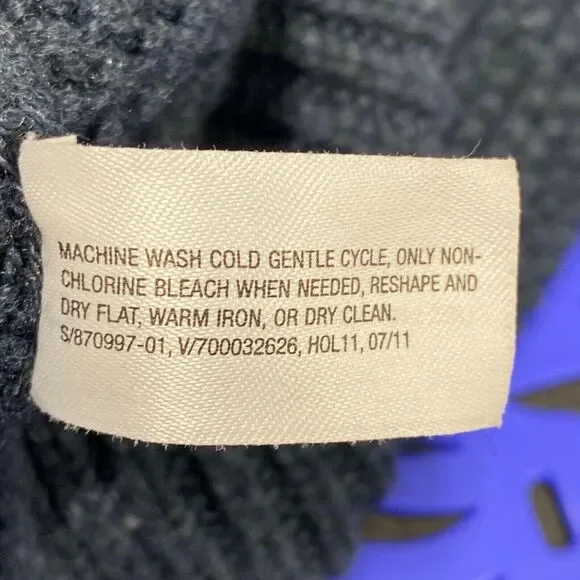 MACHINE WASH COLD GENTLE CYCLE, ONLY NON-
CHLORINE BLEACH WHEN NEEDED, RESHAPE AND
DRY FLAT, WARM IRON, OR DRY CLEAN.
S/870997-01, V/700032626, HOL11, 07/11